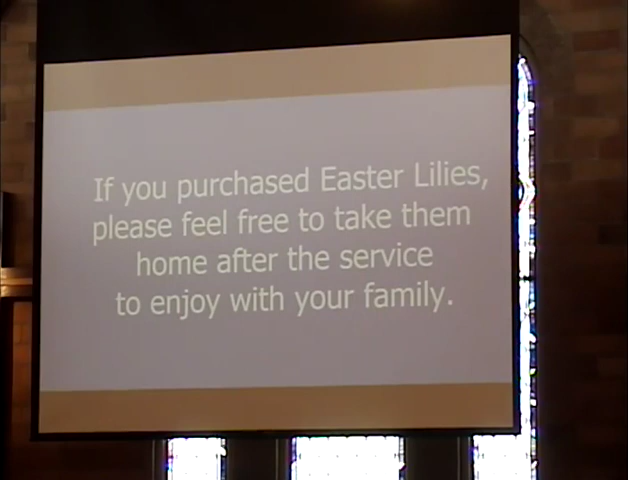 If you purchased Easter Lilies,
please feel free to take them
home after the service
to enjoy with your family.